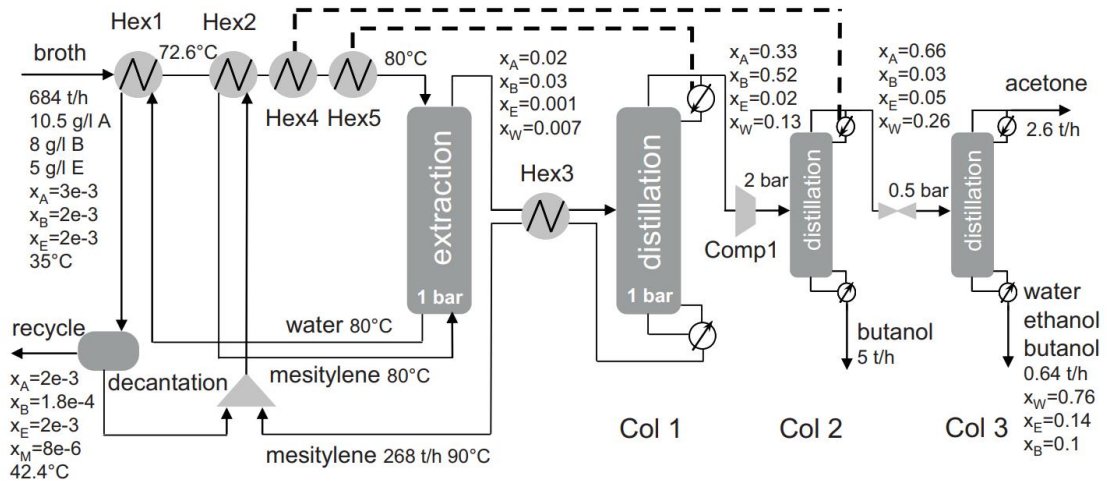 Hex1
Hex2
broth
72.6°C
80°C
684 t/h
10.5 g/l A
8 g/l B
5 g/l E
x_A=3e-3
x_B=2e-3
x_E=2e-3
35°C
Hex4
Hex5
extraction
1 bar
x_A=0.02
x_B=0.03
x_E=0.001
x_W=0.007
Hex3
distillation
1 bar
x_A=0.33
x_B=0.52
x_E=0.02
x_W=0.13
2 bar
Comp1
distillation
x_A=0.66
x_B=0.03
x_E=0.05
x_W=0.26
0.5 bar
distillation
acetone
2.6 t/h
water 80°C
mesitylene 80°C
recycle
decantation
x_A=2e-3
x_B=1.8e-4
x_E=2e-3
x_M=8e-6
42.4°C
mesitylene 268 t/h 90°C
butanol
5 t/h
water
ethanol
butanol
0.64 t/h
x_W=0.76
x_E=0.14
x_B=0.1
Col 1
Col 2
Col 3